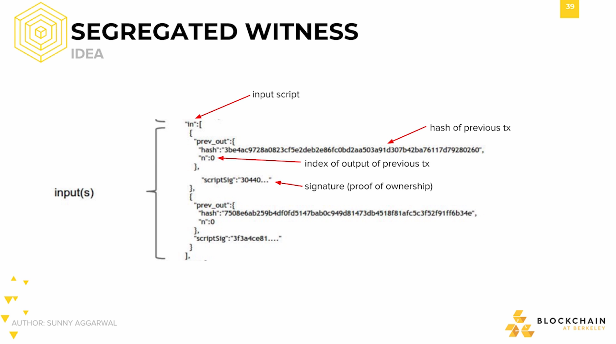 39
SEGREGATED WITNESS
IDEA
input script
"in":[
{
"prev_out":{
hash of previous tx
"hash":"3be4ac9728a0823cf5e2deb2e86fc0bd2aa503a91d307b42ba76117d79280260",
"n":0
index of output of previous tx
},
"scriptSig":"30440..."
signature (proof of ownership)
},
input(s)
{
"prev_out":{
"hash":"7508e6ab259b4df0fd5147bab0c949d81473db4518f81afc5c3f52f91ff6b34e",
"n":0
},
"scriptSig":"3f3a4ce81...."
}
],
AUTHOR: SUNNY AGGARWAL
BLOCKCHAIN
AT BERKELEY